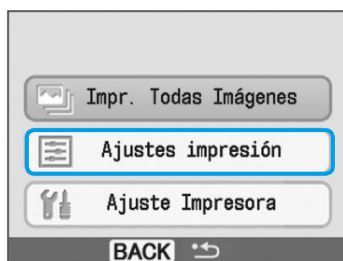 Impr. Todas Imágenes
Ajustes impresión
Ajuste Impresora
BACK